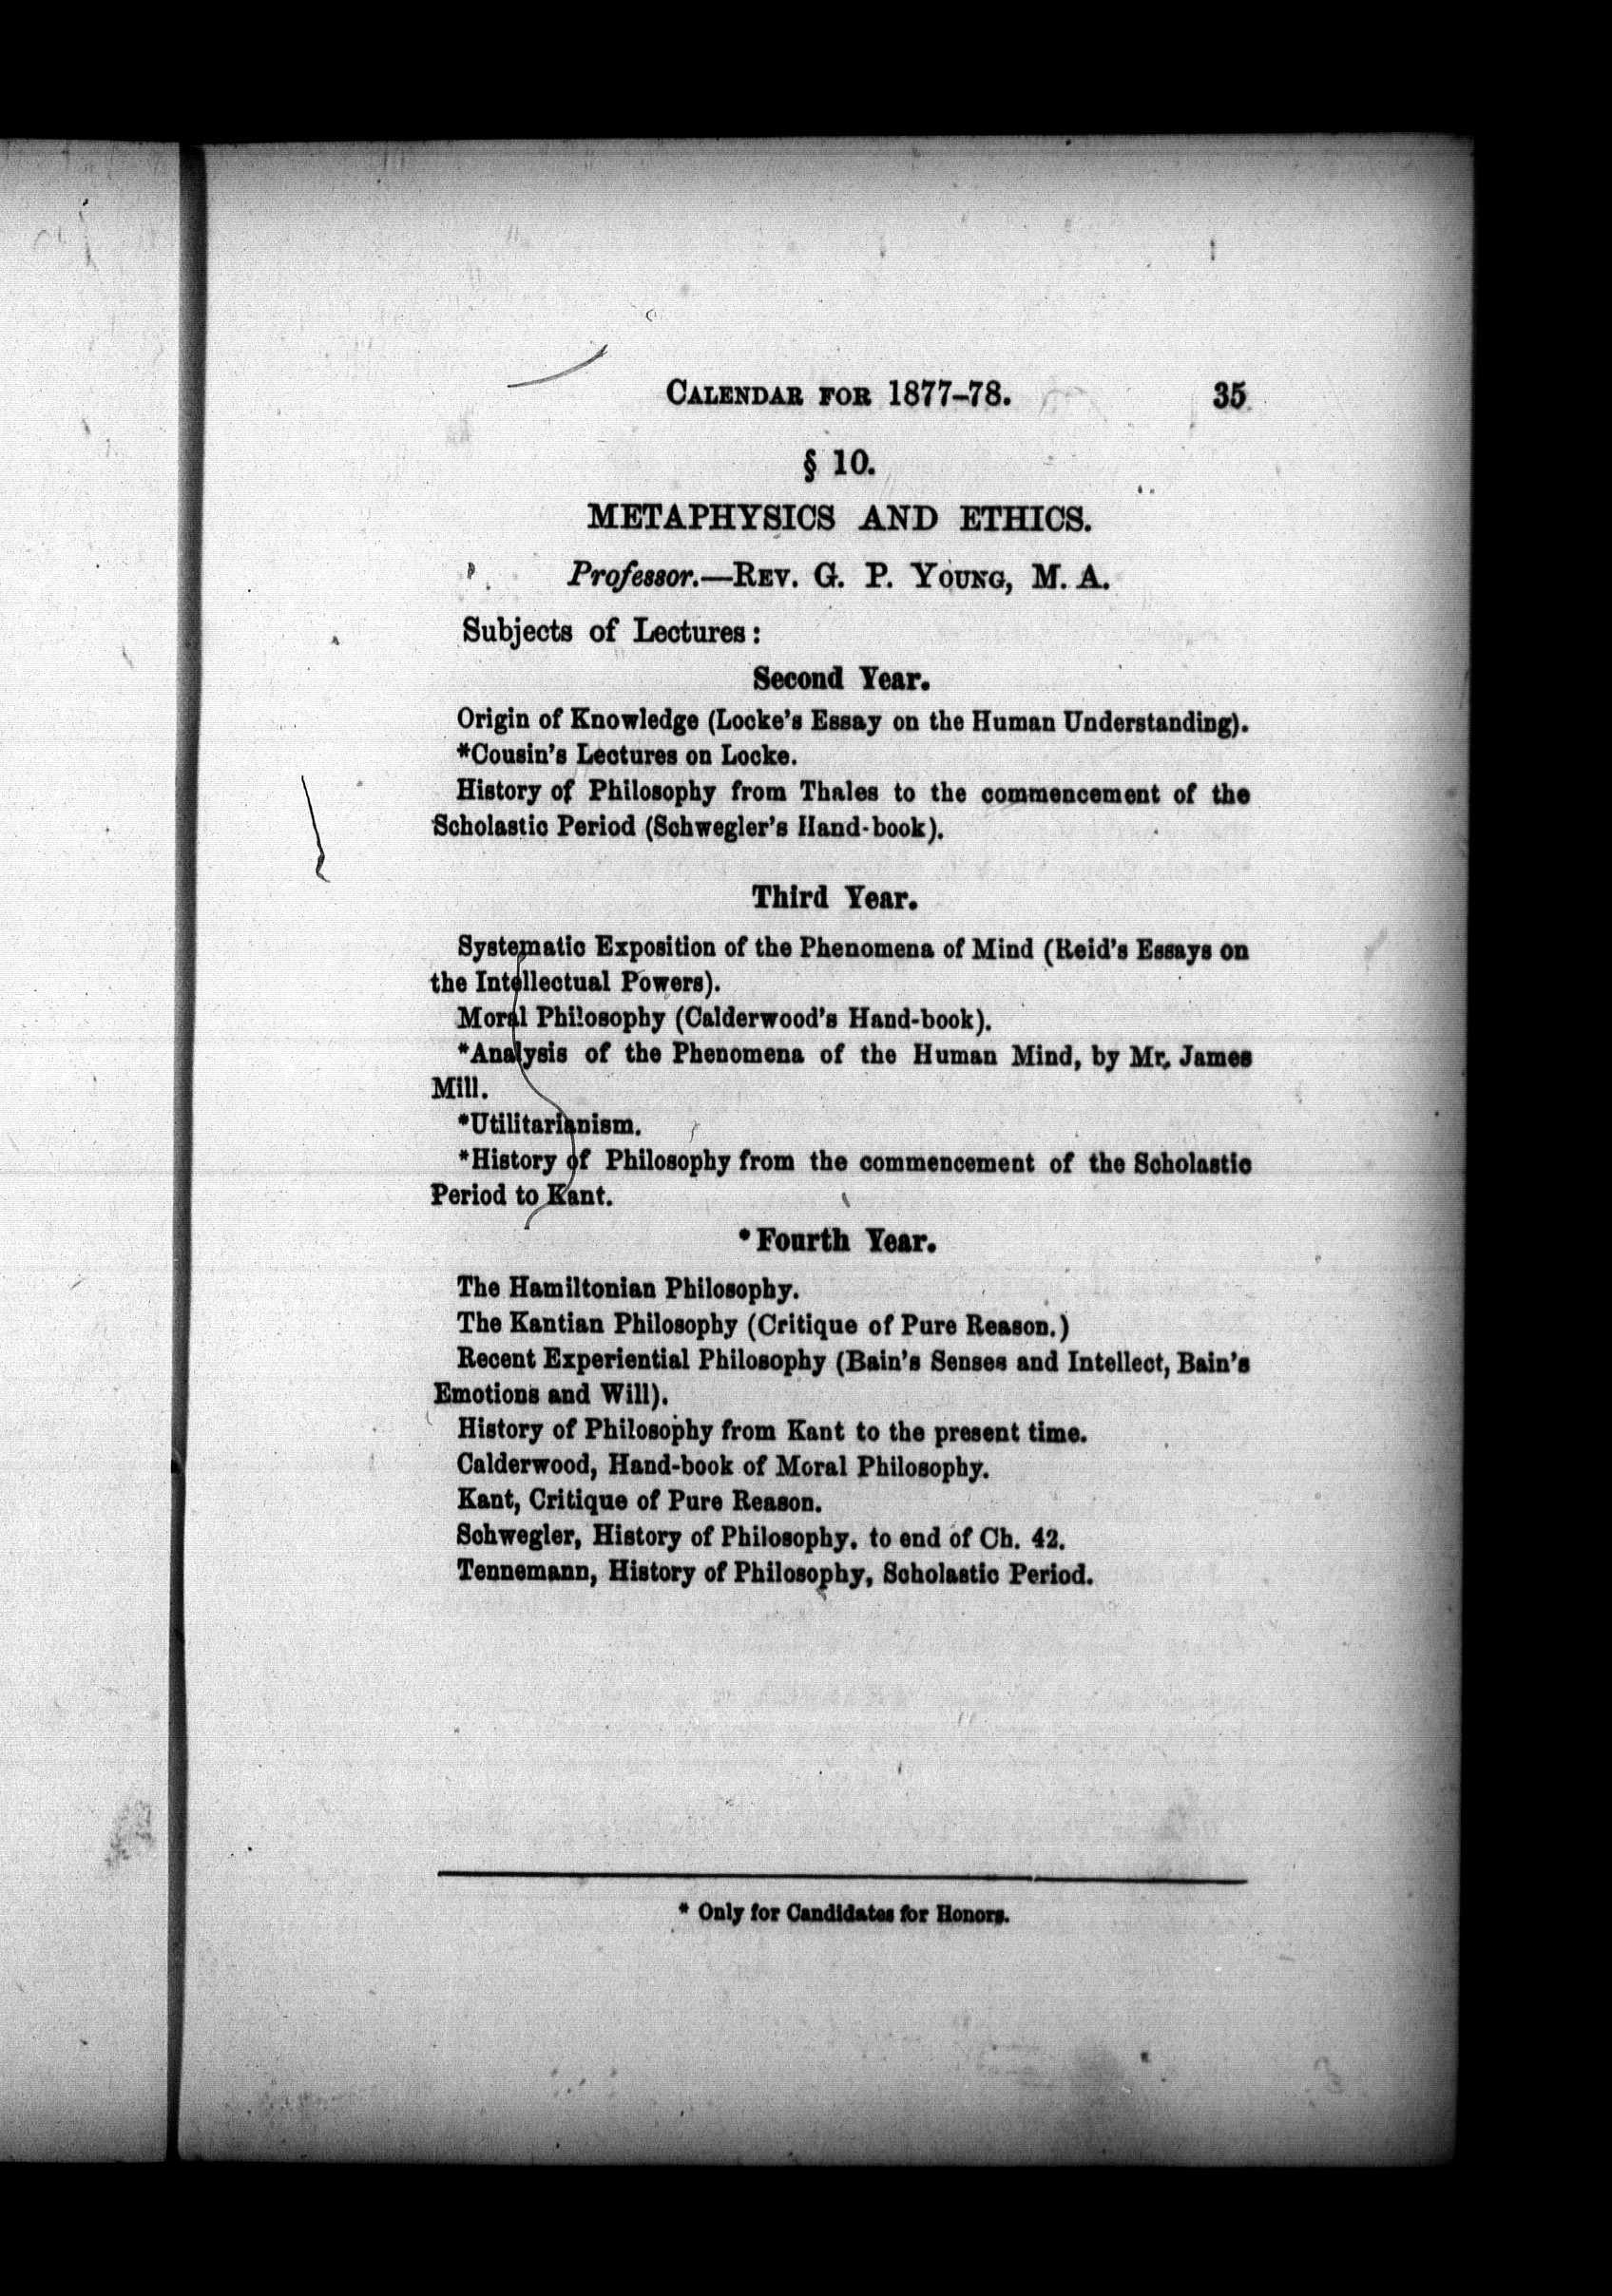 CALENDAR FOR 1877–78. 35
§ 10.
METAPHYSICS AND ETHICS.
Professor.—REV. G. P. YOUNG, M. A.
Subjects of Lectures:
Second Year.
Origin of Knowledge (Locke's Essay on the Human Understanding).
*Cousin's Lectures on Locke.
History of Philosophy from Thales to the commencement of the
Scholastic Period (Schwegler's Hand-book).
Third Year.
Systematic Exposition of the Phenomena of Mind (Reid's Essays on
the Intellectual Powers).
Moral Philosophy (Calderwood's Hand-book).
*Analysis of the Phenomena of the Human Mind, by Mr. James
Mill.
*Utilitarianism.
*History of Philosophy from the commencement of the Scholastic
Period to Kant.
*Fourth Year.
The Hamiltonian Philosophy.
The Kantian Philosophy (Critique of Pure Reason.)
Recent Experiential Philosophy (Bain's Senses and Intellect, Bain's
Emotions and Will).
History of Philosophy from Kant to the present time.
Calderwood, Hand-book of Moral Philosophy.
Kant, Critique of Pure Reason.
Schwegler, History of Philosophy, to end of Ch. 42.
Tennemann, History of Philosophy, Scholastic Period.
* Only for Candidates for Honors.